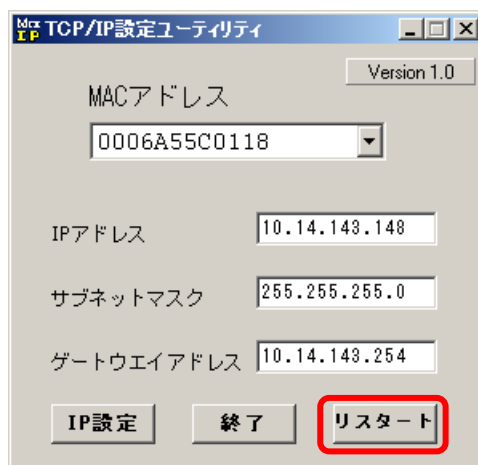 Mac IP TCP/IP設定ユーティリティ
Version 1.0
MACアドレス
0006A55C0118
IPアドレス 10.14.143.148
サブネットマスク 255.255.255.0
ゲートウエイアドレス 10.14.143.254
IP設定 終了 リスタート